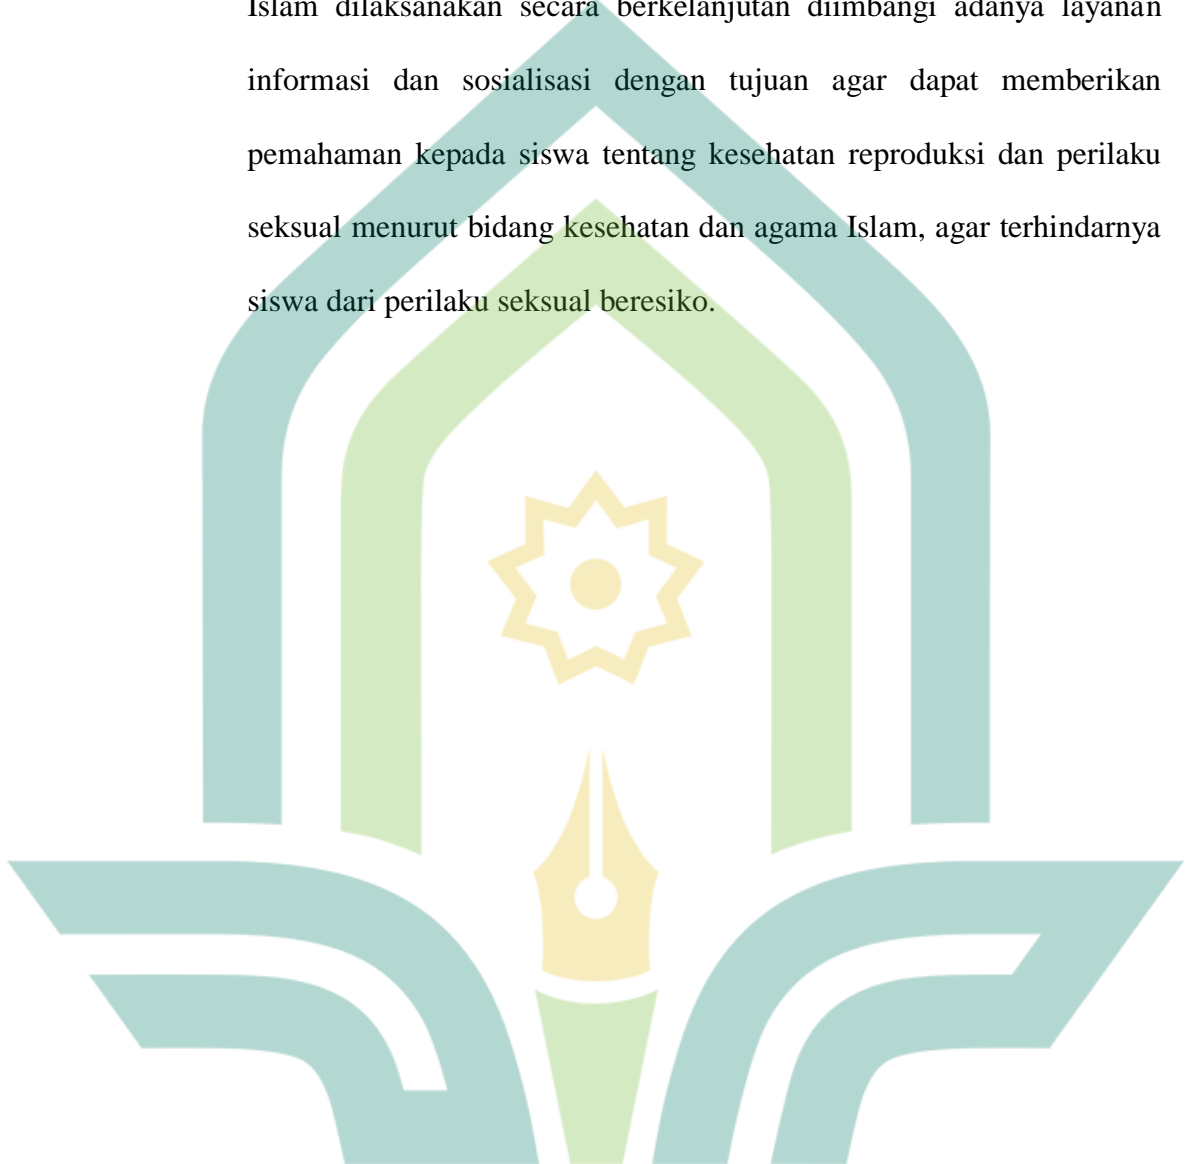 Islam dilaksanakan secara berkelanjutan diimbangi adanya layanan
informasi dan sosialisasi dengan tujuan agar dapat memberikan
pemahaman kepada siswa tentang kesehatan reproduksi dan perilaku
seksual menurut bidang kesehatan dan agama Islam, agar terhindarnya
siswa dari perilaku seksual beresiko.